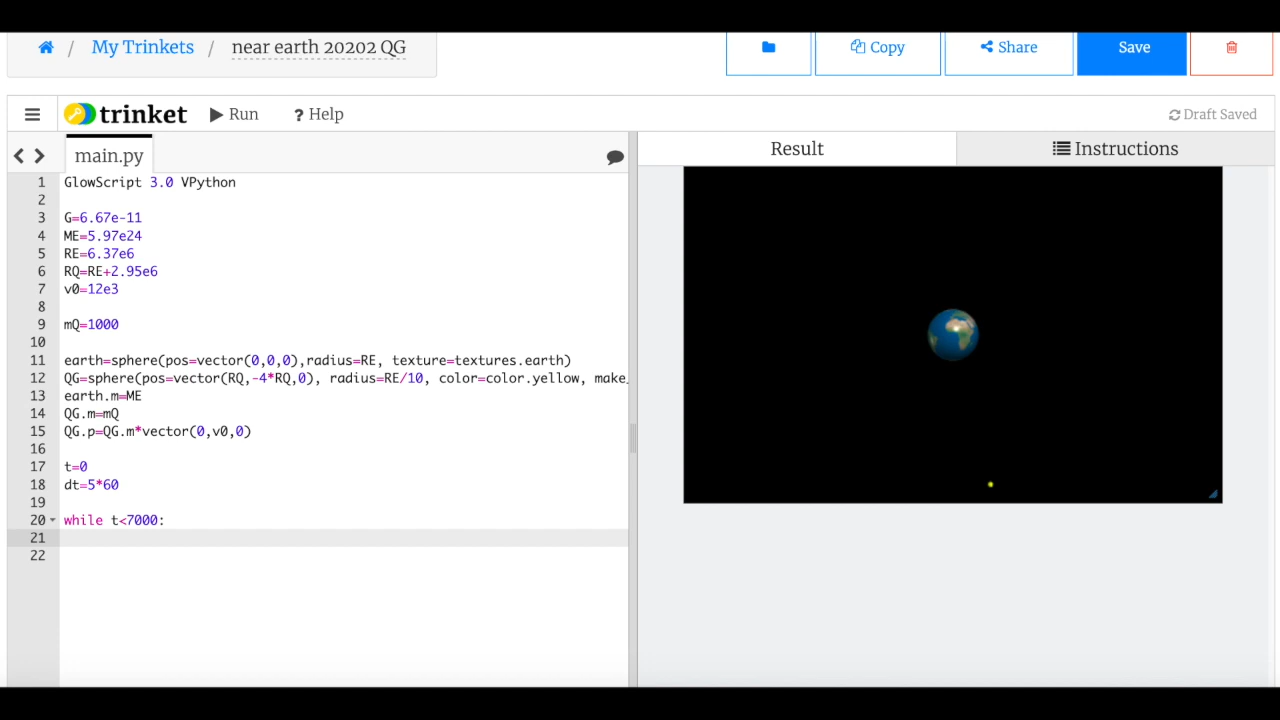 / My Trinkets / near earth 20202 QG
Copy
Share
Save
trinket
Run
? Help
Draft Saved
main.py
Result
Instructions
1 GlowScript 3.0 VPython
2
3 G=6.67e-11
4 ME=5.97e24
5 RE=6.37e6
6 RQ=RE+2.95e6
7 v0=12e3
8
9 mQ=1000
10
11 earth=sphere(pos=vector(0,0,0),radius=RE, texture=textures.earth)
12 QG=sphere(pos=vector(RQ,-4*RQ,0), radius=RE/10, color=color.yellow, make_
13 earth.m=ME
14 QG.m=mQ
15 QG.p=QG.m*vector(0,v0,0)
16
17 t=0
18 dt=5*60
19
20 while t<7000:
21
22